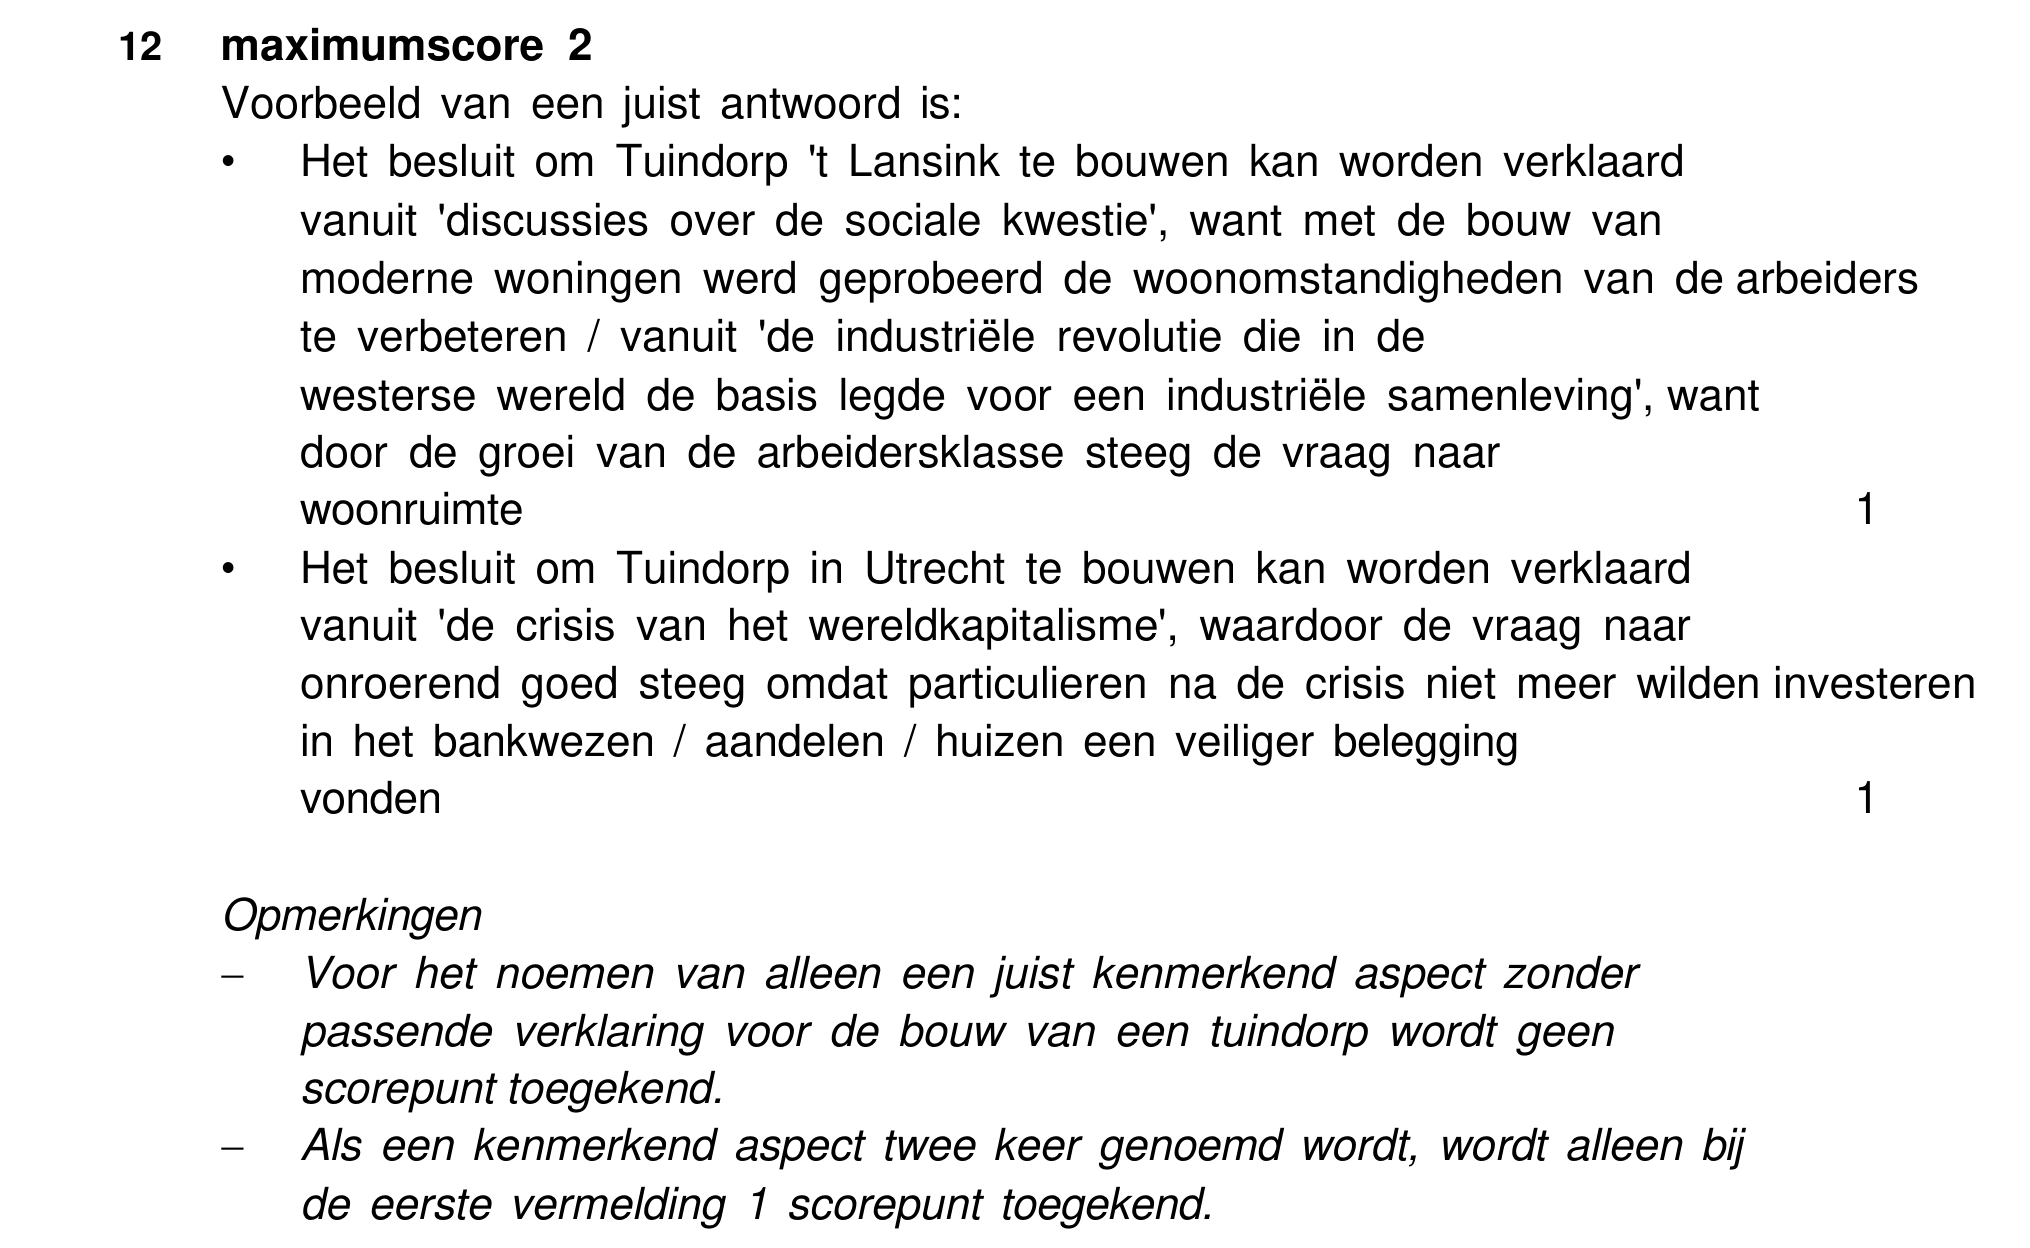 12 maximumscore 2
Voorbeeld van een juist antwoord is:
• Het besluit om Tuindorp 't Lansink te bouwen kan worden verklaard
vanuit 'discussies over de sociale kwestie', want met de bouw van
moderne woningen werd geprobeerd de woonomstandigheden van de arbeiders
te verbeteren / vanuit 'de industriële revolutie die in de
westerse wereld de basis legde voor een industriële samenleving', want
door de groei van de arbeidersklasse steeg de vraag naar
woonruimte 1
• Het besluit om Tuindorp in Utrecht te bouwen kan worden verklaard
vanuit 'de crisis van het wereldkapitalisme', waardoor de vraag naar
onroerend goed steeg omdat particulieren na de crisis niet meer wilden investeren
in het bankwezen / aandelen / huizen een veiliger belegging
vonden 1
Opmerkingen
− Voor het noemen van alleen een juist kenmerkend aspect zonder
passende verklaring voor de bouw van een tuindorp wordt geen
scorepunt toegekend.
− Als een kenmerkend aspect twee keer genoemd wordt, wordt alleen bij
de eerste vermelding 1 scorepunt toegekend.